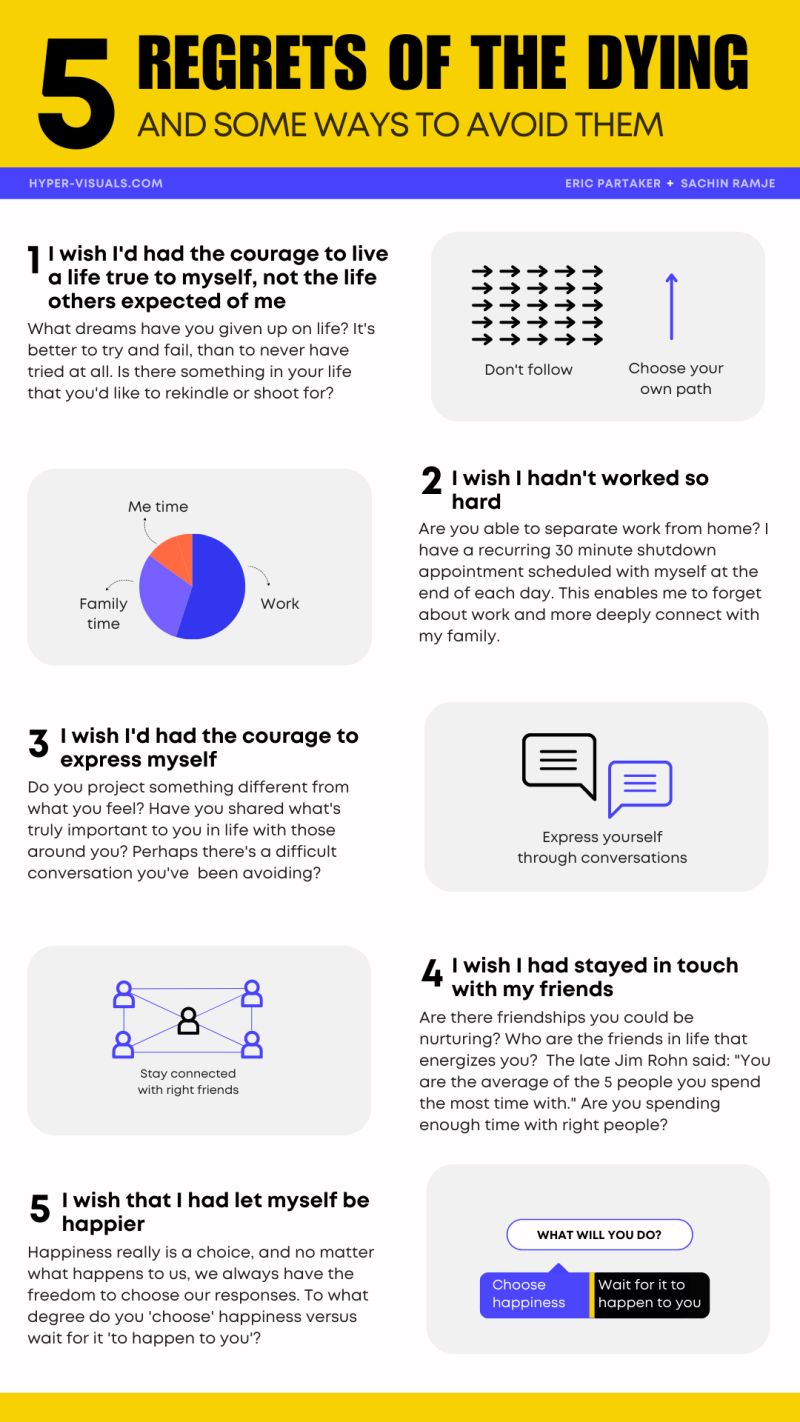 5 REGRETS OF THE DYING
AND SOME WAYS TO AVOID THEM
HYPER-VISUALS.COM
ERIC PARTAKER + SACHIN RAMJE
1 I wish I'd had the courage to live
a life true to myself, not the life
others expected of me
What dreams have you given up on life? It's
better to try and fail, than to never have
tried at all. Is there something in your life
that you'd like to rekindle or shoot for?
Don't follow
Choose your
own path
Me time
Family
time
Work
2 I wish I hadn't worked so
hard
Are you able to separate work from home? I
have a recurring 30 minute shutdown
appointment scheduled with myself at the
end of each day. This enables me to forget
about work and more deeply connect with
my family.
3 I wish I'd had the courage to
express myself
Do you project something different from
what you feel? Have you shared what's
truly important to you in life with those
around you? Perhaps there's a difficult
conversation you've  been avoiding?
Express yourself
through conversations
Stay connected
with right friends
4 I wish I had stayed in touch
with my friends
Are there friendships you could be
nurturing? Who are the friends in life that
energizes you?  The late Jim Rohn said: "You
are the average of the 5 people you spend
the most time with." Are you spending
enough time with right people?
5 I wish that I had let myself be
happier
Happiness really is a choice, and no matter
what happens to us, we always have the
freedom to choose our responses. To what
degree do you 'choose' happiness versus
wait for it 'to happen to you'?
WHAT WILL YOU DO?
Choose
happiness
Wait for it to
happen to you